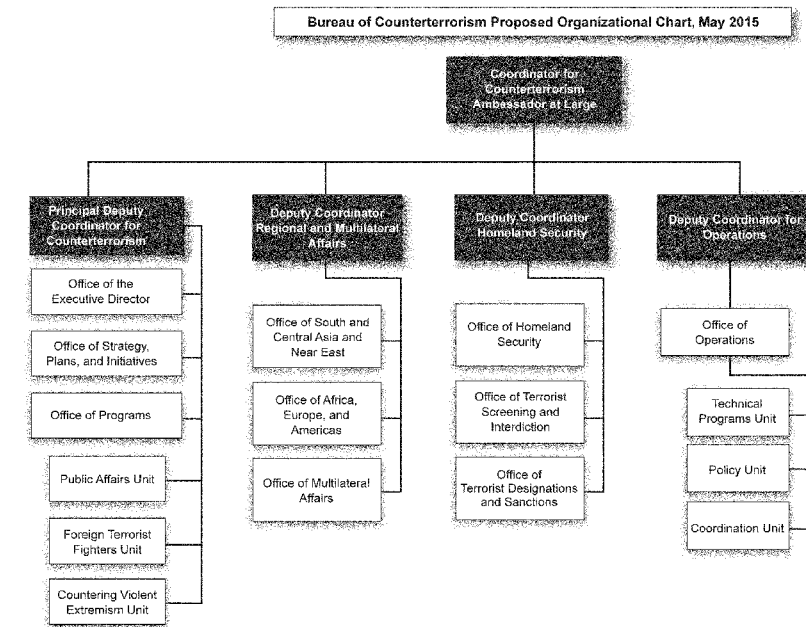 Bureau of Counterterrorism Proposed Organizational Chart, May 2015
Coordinator for
Counterterrorism
Ambassador at Large
Principal Deputy
Coordinator for
Counterterrorism
Office of the
Executive Director
Office of Strategy,
Plans, and Initiatives
Office of Programs
Public Affairs Unit
Foreign Terrorist
Fighters Unit
Countering Violent
Extremism Unit
Deputy Coordinator
Regional and Multilateral
Affairs
Office of South and
Central Asia and
Near East
Office of Africa,
Europe, and
Americas
Office of Multilateral
Affairs
Deputy Coordinator
Homeland Security
Office of Homeland
Security
Office of Terrorist
Screening and
Interdiction
Office of
Terrorist Designations
and Sanctions
Deputy Coordinator for
Operations
Office of
Operations
Technical
Programs Unit
Policy Unit
Coordination Unit